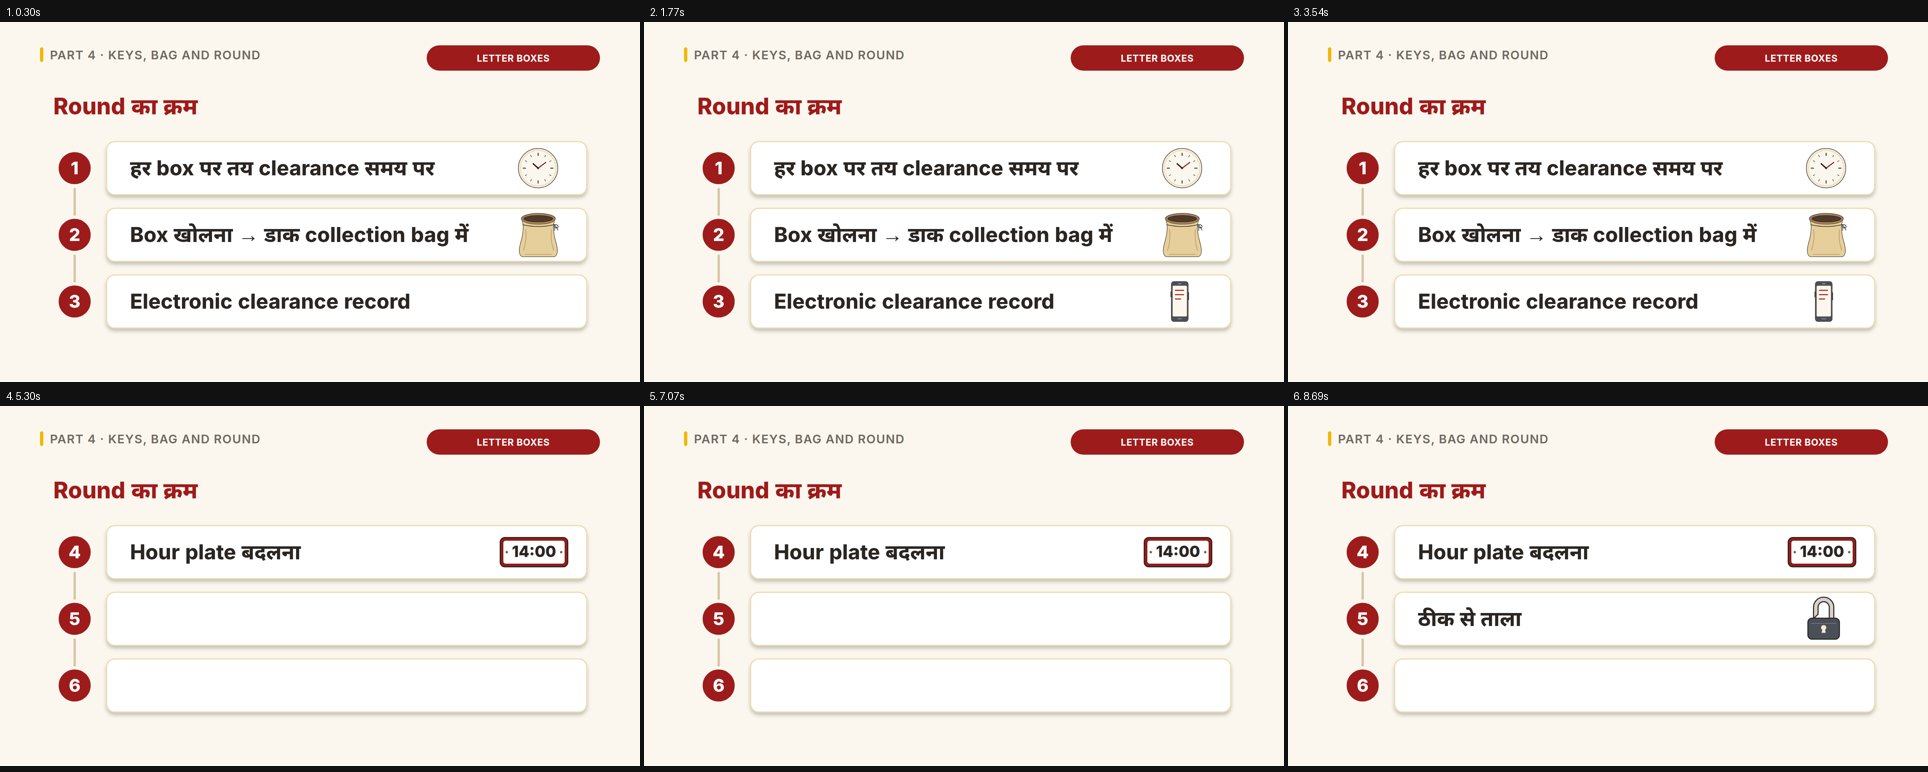 1. 0.30s
PART 4 · KEYS, BAG AND ROUND
LETTER BOXES
Round का क्रम
1
हर box पर तय clearance समय पर
2
Box खोलना → डाक collection bag में
3
Electronic clearance record
2. 1.77s
PART 4 · KEYS, BAG AND ROUND
LETTER BOXES
Round का क्रम
1
हर box पर तय clearance समय पर
2
Box खोलना → डाक collection bag में
3
Electronic clearance record
3. 3.54s
PART 4 · KEYS, BAG AND ROUND
LETTER BOXES
Round का क्रम
1
हर box पर तय clearance समय पर
2
Box खोलना → डाक collection bag में
3
Electronic clearance record
4. 5.30s
PART 4 · KEYS, BAG AND ROUND
LETTER BOXES
Round का क्रम
4
Hour plate बदलना
14:00
5
6
5. 7.07s
PART 4 · KEYS, BAG AND ROUND
LETTER BOXES
Round का क्रम
4
Hour plate बदलना
14:00
5
6
6. 8.69s
PART 4 · KEYS, BAG AND ROUND
LETTER BOXES
Round का क्रम
4
Hour plate बदलना
14:00
5
ठीक से ताला
6